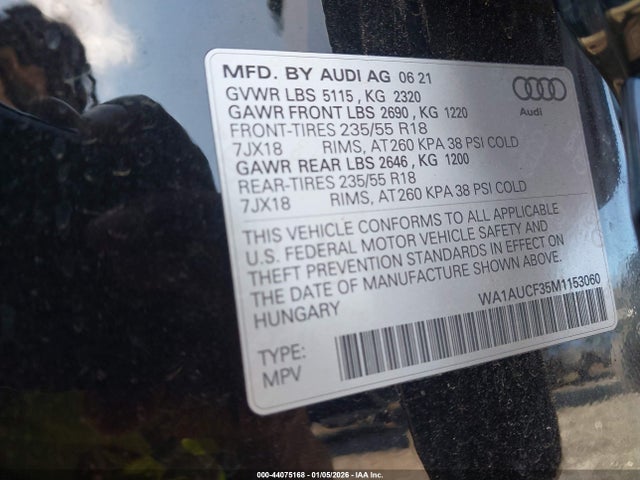 MFD. BY AUDI AG 06 21
GVWR LBS 5115 , KG 2320
GAWR FRONT LBS 2690 , KG 1220
FRONT-TIRES 235/55 R18
7JX18 RIMS, AT 260 KPA 38 PSI COLD
GAWR REAR LBS 2646 , KG 1200
REAR-TIRES 235/55 R18
7JX18 RIMS, AT 260 KPA 38 PSI COLD
Audi
THIS VEHICLE CONFORMS TO ALL APPLICABLE
U.S. FEDERAL MOTOR VEHICLE SAFETY AND
THEFT PREVENTION STANDARDS IN EFFECT ON
THE DATE OF MANUFACTURE SHOWN ABOVE.
HUNGARY
WA1AUCF35M1153060
TYPE:
MPV
000-44075168 - 01/05/2026 - IAA Inc.